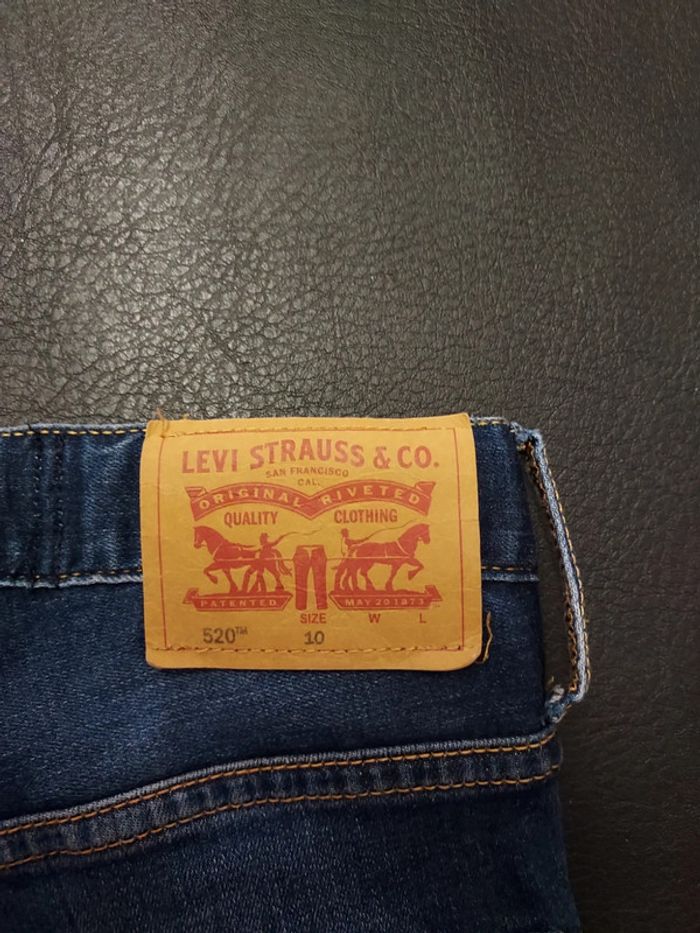 LEVI STRAUSS & CO.
SAN FRANCISCO
CAL.
ORIGINAL RIVETED
QUALITY CLOTHING
PATENTED MAY 20 1873
SIZE W L
520™ 10